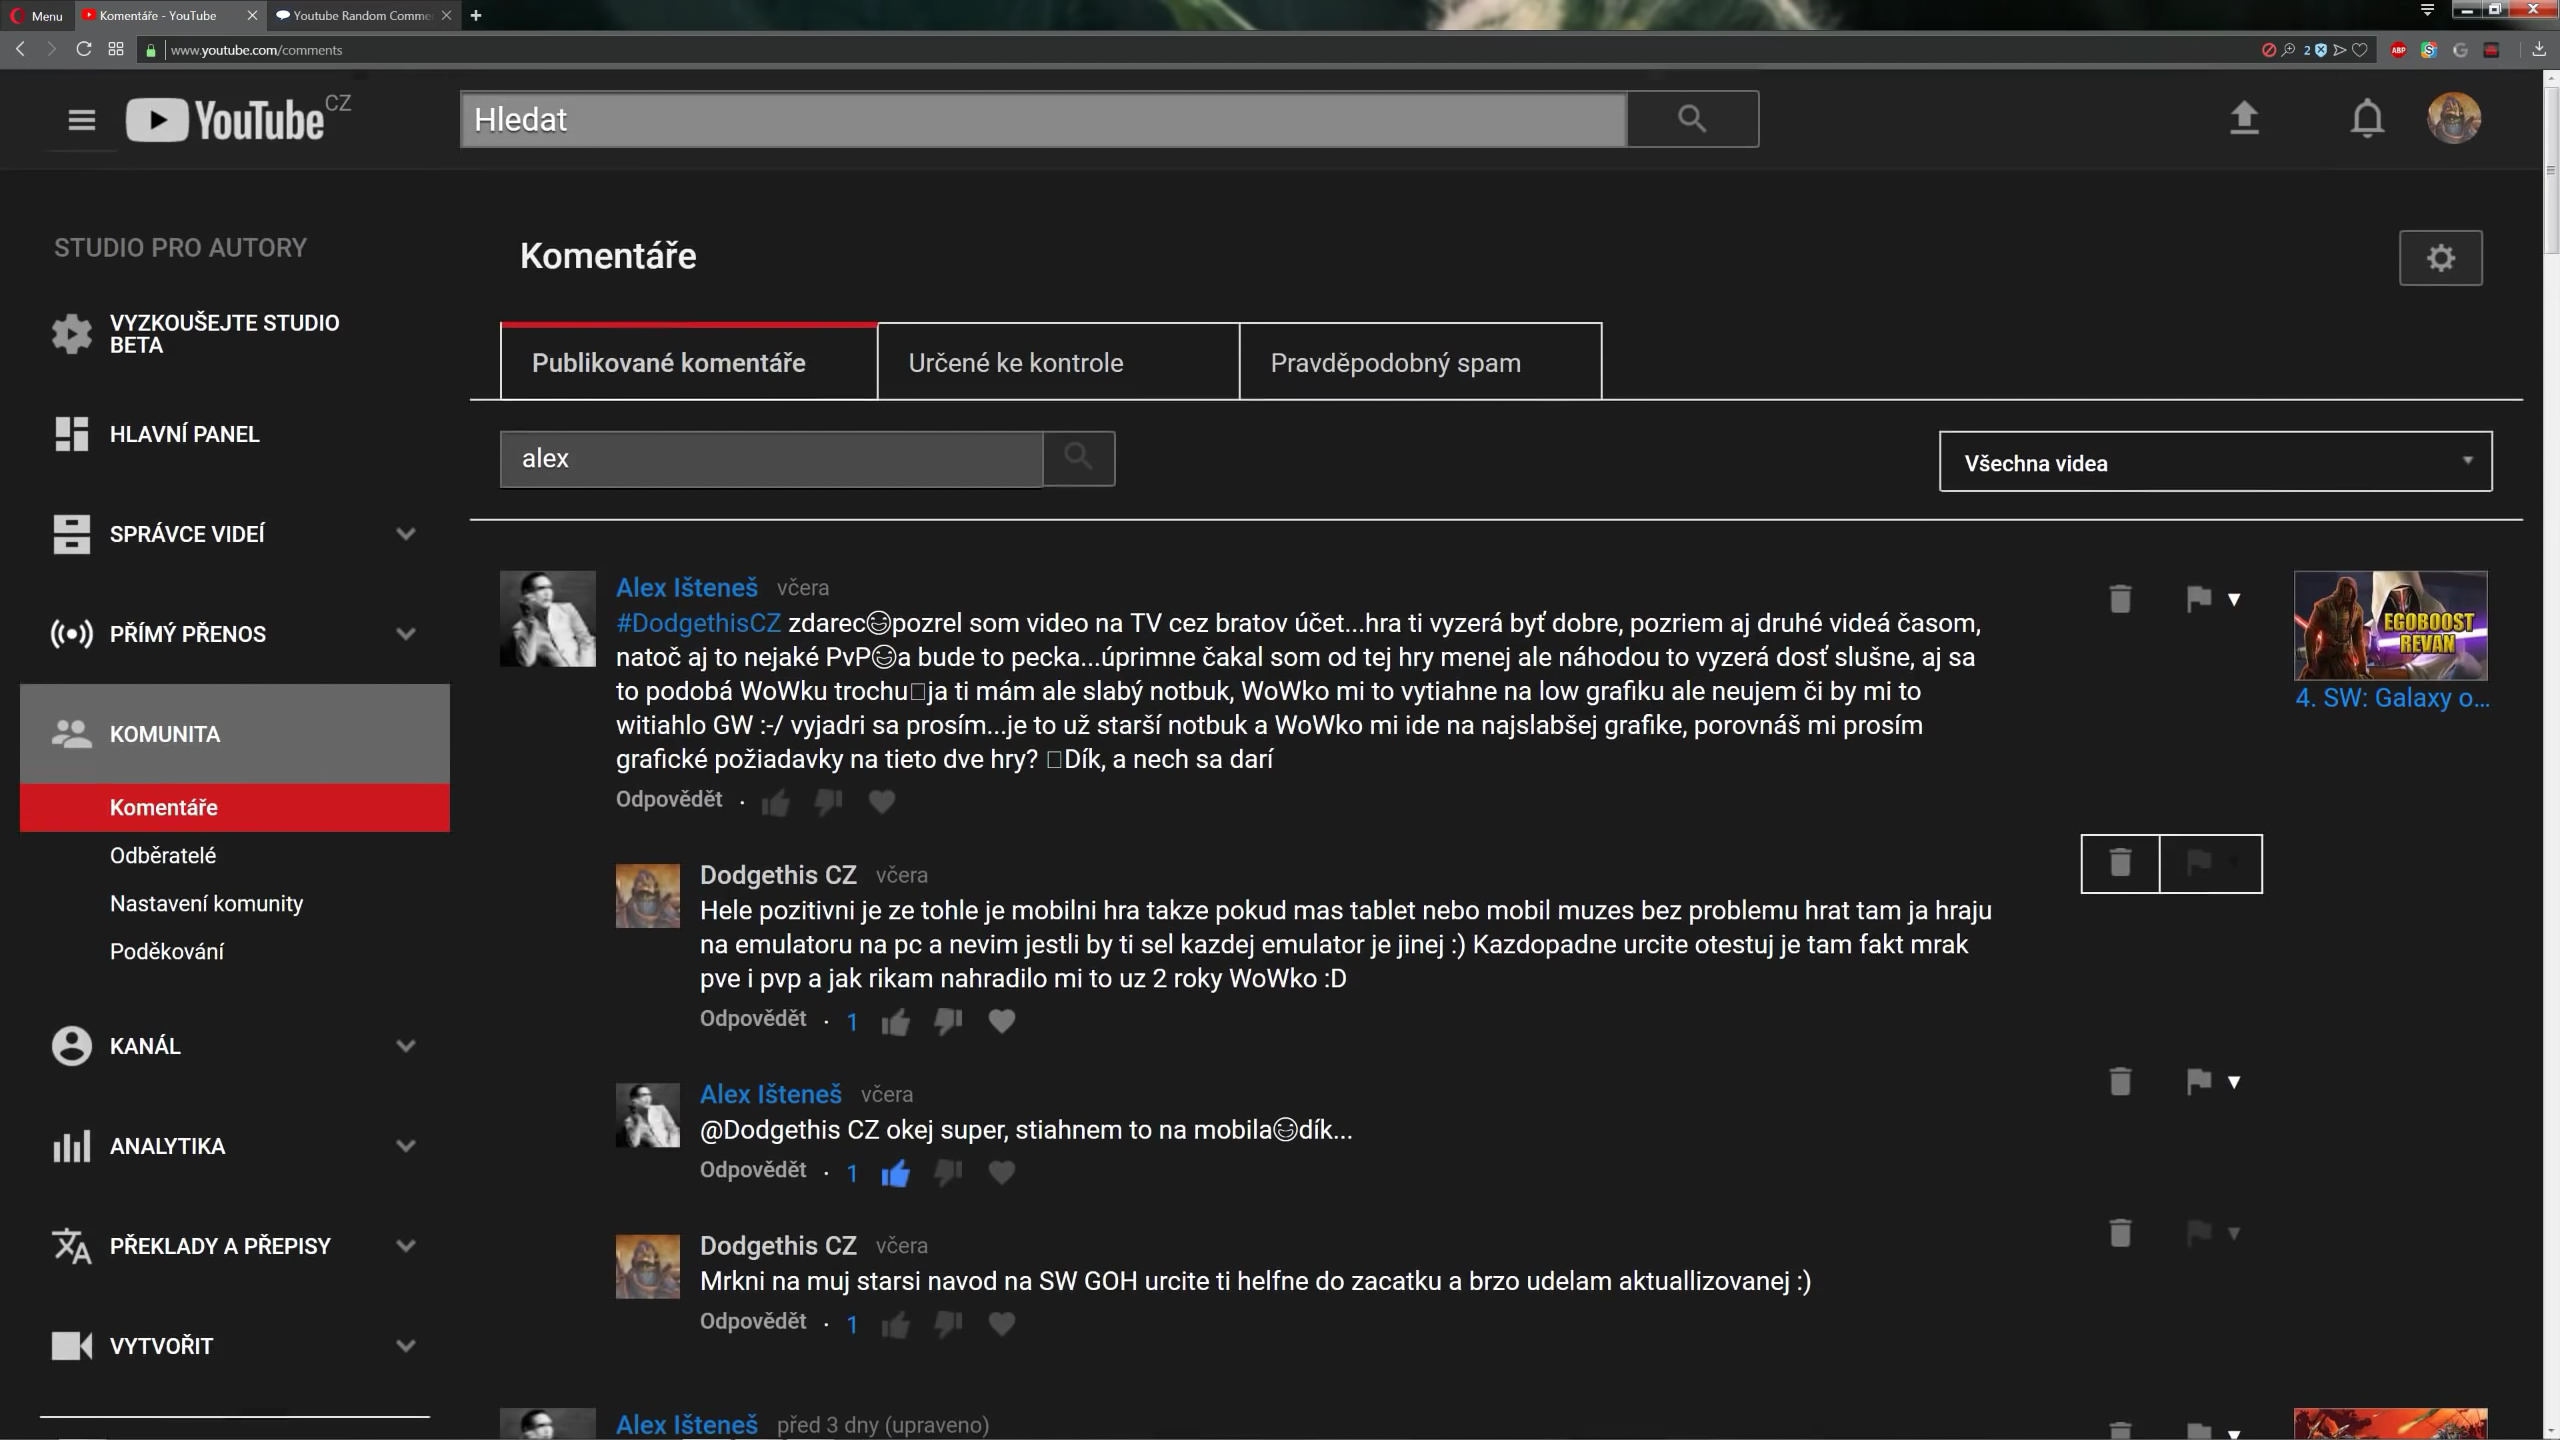 Menu
Komentáře - YouTube
Youtube Random Comme
www.youtube.com/comments
2
ABP
YouTube CZ
Hledat
STUDIO PRO AUTORY
Komentáře
VYZKOUŠEJTE STUDIO
BETA
HLAVNÍ PANEL
SPRÁVCE VIDEÍ
PŘÍMÝ PŘENOS
KOMUNITA
Komentáře
Odběratelé
Nastavení komunity
Poděkování
KANÁL
ANALYTIKA
PŘEKLADY A PŘEPISY
VYTVOŘIT
Publikované komentáře
Určené ke kontrole
Pravděpodobný spam
alex
Všechna videa
Alex Išteneš včera
#DodgethisCZ zdarec😄pozrel som video na TV cez bratov účet...hra ti vyzerá byť dobre, pozriem aj druhé videá časom,
natoč aj to nejaké PvP😄a bude to pecka...úprimne čakal som od tej hry menej ale náhodou to vyzerá dosť slušne, aj sa
to podobá WoWku trochu□ja ti mám ale slabý notbuk, WoWko mi to vytiahne na low grafiku ale neujem či by mi to
witiahlo GW :-/ vyjadri sa prosím...je to už starší notbuk a WoWko mi ide na najslabšej grafike, porovnáš mi prosím
grafické požiadavky na tieto dve hry? □Dík, a nech sa darí
Odpovědět ·
EGOBOOST
REVAN
4. SW: Galaxy o...
Dodgethis CZ včera
Hele pozitivni je ze tohle je mobilni hra takze pokud mas tablet nebo mobil muzes bez problemu hrat tam ja hraju
na emulatoru na pc a nevim jestli by ti sel kazdej emulator je jinej :) Kazdopadne urcite otestuj je tam fakt mrak
pve i pvp a jak rikam nahradilo mi to uz 2 roky WoWko :D
Odpovědět · 1
Alex Išteneš včera
@Dodgethis CZ okej super, stiahnem to na mobila😄dík...
Odpovědět · 1
Dodgethis CZ včera
Mrkni na muj starsi navod na SW GOH urcite ti helfne do zacatku a brzo udelam aktuallizovanej :)
Odpovědět · 1
Alex Išteneš před 3 dny (upraveno)